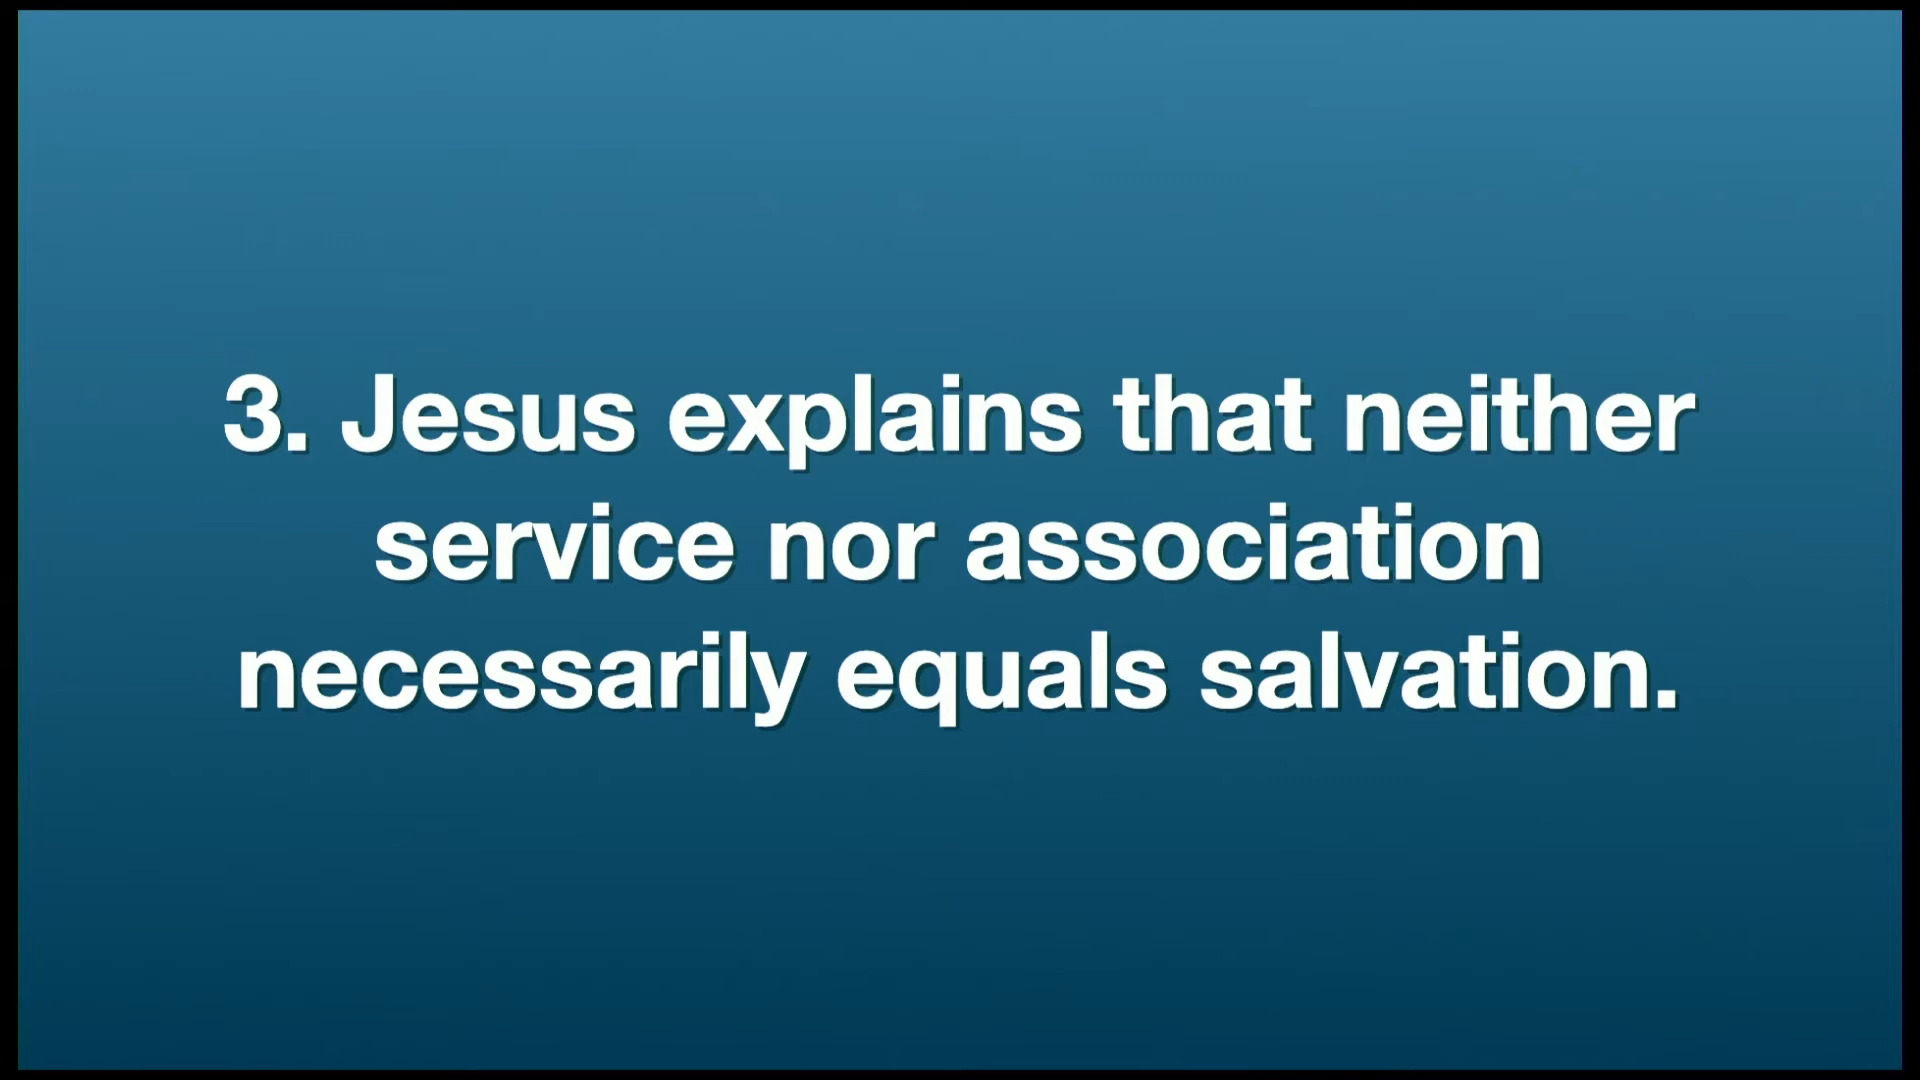 3. Jesus explains that neither
service nor association
necessarily equals salvation.